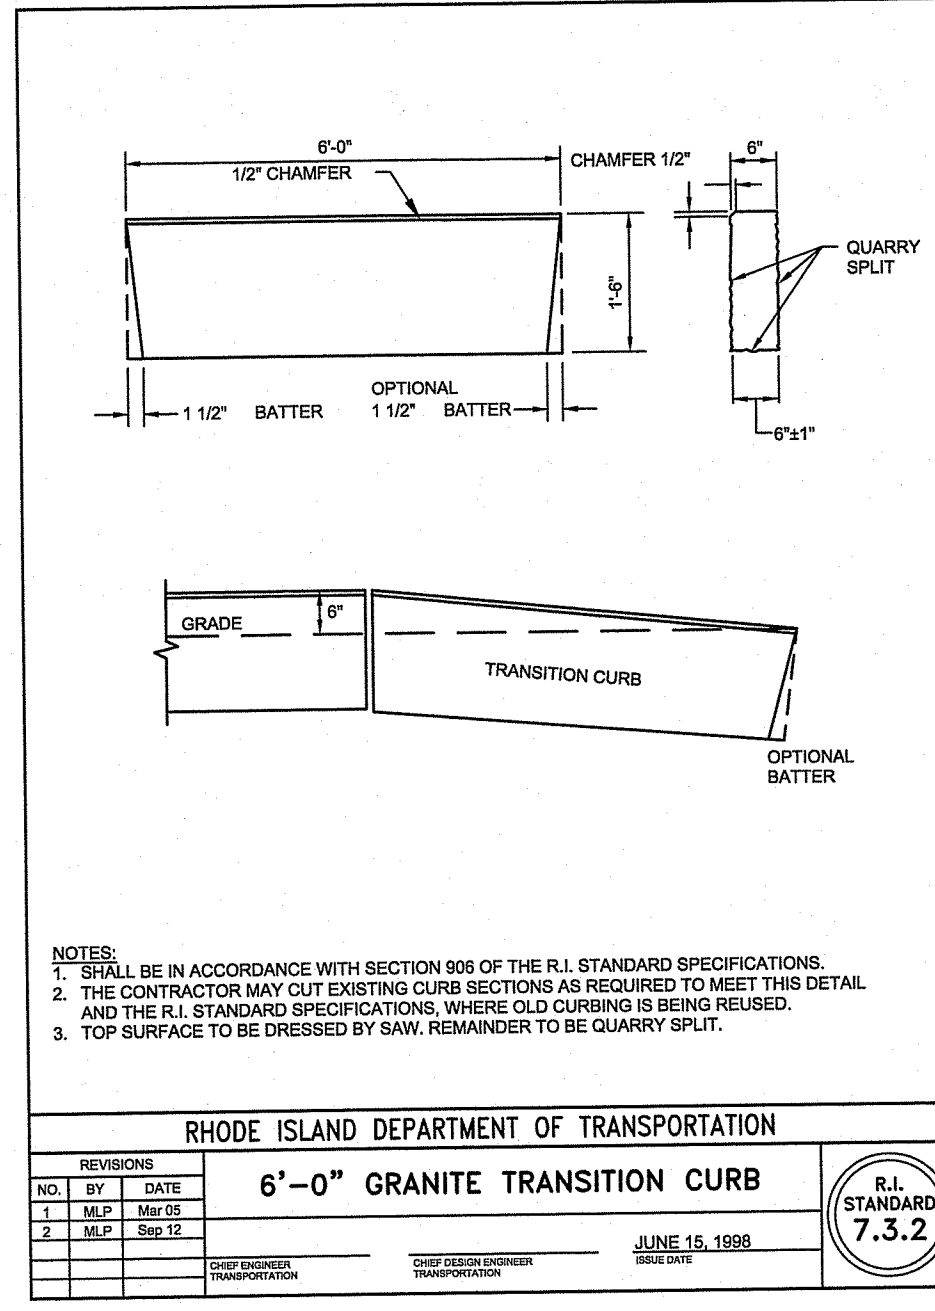 6'-0"
1/2" CHAMFER
CHAMFER 1/2"
6"
QUARRY
SPLIT
1'-6"
1 1/2" BATTER
OPTIONAL
1 1/2" BATTER
6"±1"
GRADE
6"
TRANSITION CURB
OPTIONAL
BATTER
NOTES:
1. SHALL BE IN ACCORDANCE WITH SECTION 906 OF THE R.I. STANDARD SPECIFICATIONS.
2. THE CONTRACTOR MAY CUT EXISTING CURB SECTIONS AS REQUIRED TO MEET THIS DETAIL
AND THE R.I. STANDARD SPECIFICATIONS, WHERE OLD CURBING IS BEING REUSED.
3. TOP SURFACE TO BE DRESSED BY SAW. REMAINDER TO BE QUARRY SPLIT.
RHODE ISLAND DEPARTMENT OF TRANSPORTATION
REVISIONS
NO. BY DATE
1 MLP Mar 05
2 MLP Sep 12
6'-0" GRANITE TRANSITION CURB
CHIEF ENGINEER
TRANSPORTATION
CHIEF DESIGN ENGINEER
TRANSPORTATION
JUNE 15, 1998
ISSUE DATE
R.I.
STANDARD
7.3.2